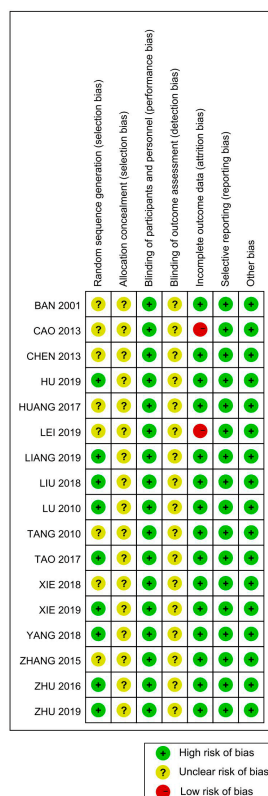 Random sequence generation (selection bias)
Allocation concealment (selection bias)
Blinding of participants and personnel (performance bias)
Blinding of outcome assessment (detection bias)
Incomplete outcome data (attrition bias)
Selective reporting (reporting bias)
Other bias
BAN 2001 ? ? + ? + + +
CAO 2013 ? ? + ? - + +
CHEN 2013 ? ? + ? + + +
HU 2019 + ? + ? + + +
HUANG 2017 ? ? + ? + + +
LEI 2019 ? ? + ? - + +
LIANG 2019 + ? + ? + + +
LIU 2018 + ? + ? + + +
LU 2010 + ? + ? + + +
TANG 2010 ? ? + ? + + +
TAO 2017 + ? + ? + + +
XIE 2018 ? ? + ? + + +
XIE 2019 + ? + ? + + +
YANG 2018 + ? + ? + + +
ZHANG 2015 ? ? + ? + + +
ZHU 2016 + ? + ? + + +
ZHU 2019 + ? + ? + + +
+ High risk of bias
? Unclear risk of bias
- Low risk of bias